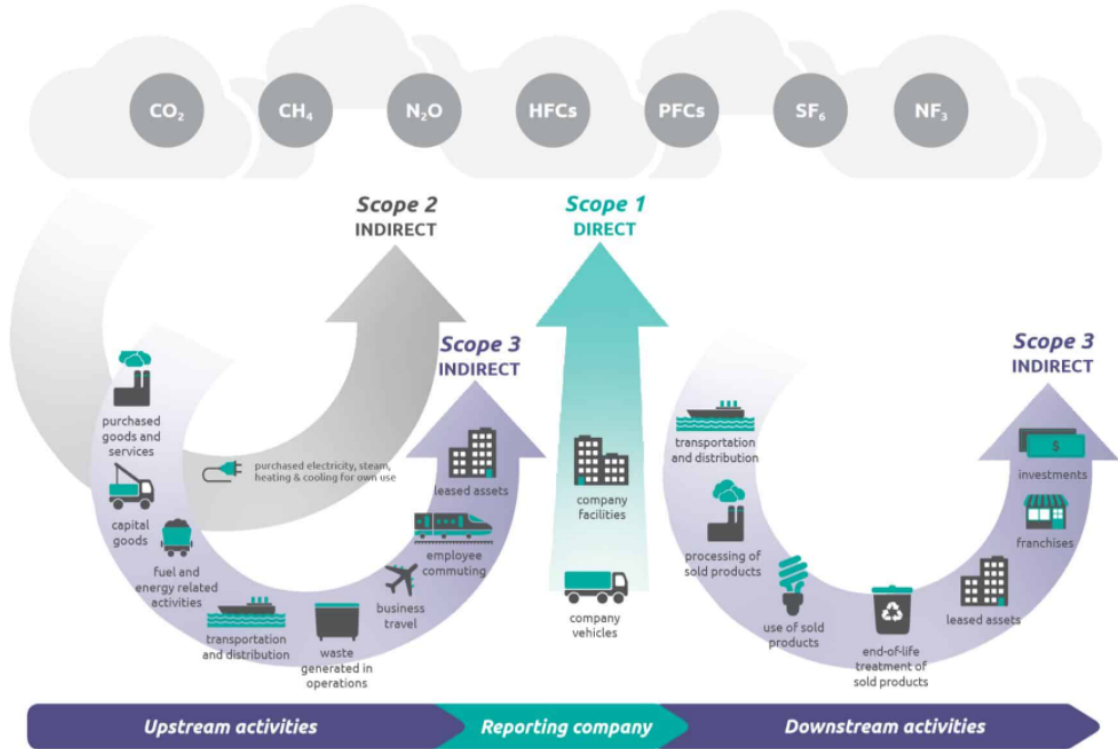 CO₂
CH₄
N₂O
HFCs
PFCs
SF₆
NF₃
Scope 2
INDIRECT
Scope 1
DIRECT
Scope 3
INDIRECT
Scope 3
INDIRECT
purchased
goods and
services
capital
goods
fuel and
energy related
activities
transportation
and distribution
waste
generated in
operations
business
travel
employee
commuting
leased assets
purchased electricity, steam,
heating & cooling for own use
company
facilities
company
vehicles
transportation
and distribution
processing of
sold products
use of sold
products
end-of-life
treatment of
sold products
leased assets
franchises
$
investments
Upstream activities
Reporting company
Downstream activities